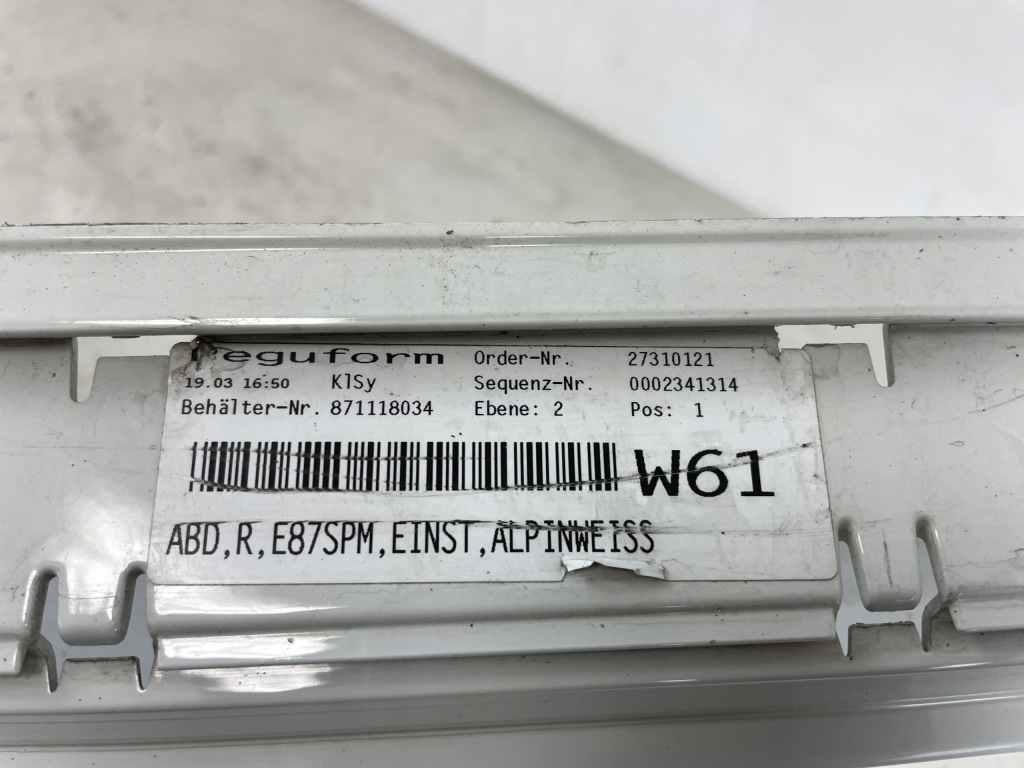 Peguform Order-Nr. 27310121
19.03 16:50 KlSy Sequenz-Nr. 0002341314
Behälter-Nr. 871118034 Ebene: 2 Pos: 1
W61
ABD,R,E87SPM,EINST,ALPINWEISS